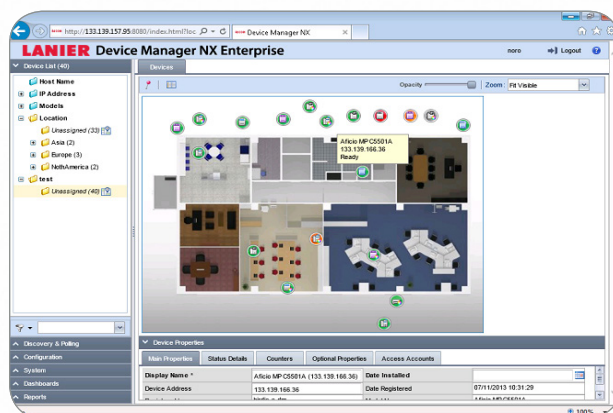 http://133.139.157.95:8080/index.html?loc
Device Manager NX
LANIER Device Manager NX Enterprise
noro
Logout
Device List (40)
Devices
Host Name
IP Address
Models
Location
Unassigned (33)
Asia (2)
Europe (3)
NothAmerica (2)
test
Unassigned (40)
Opacity
Zoom: Fit Visible
Aficio MP C5501A
133.139.166.36
Ready
Discovery & Polling
Configuration
System
Dashboards
Reports
Device Properties
Main Properties
Status Details
Counters
Optional Properties
Access Accounts
Display Name *
Aficio MP C5501A (133.139.166.36)
Date Installed
Device Address
133.139.166.36
Date Registered
07/11/2013 10:31:29
100%